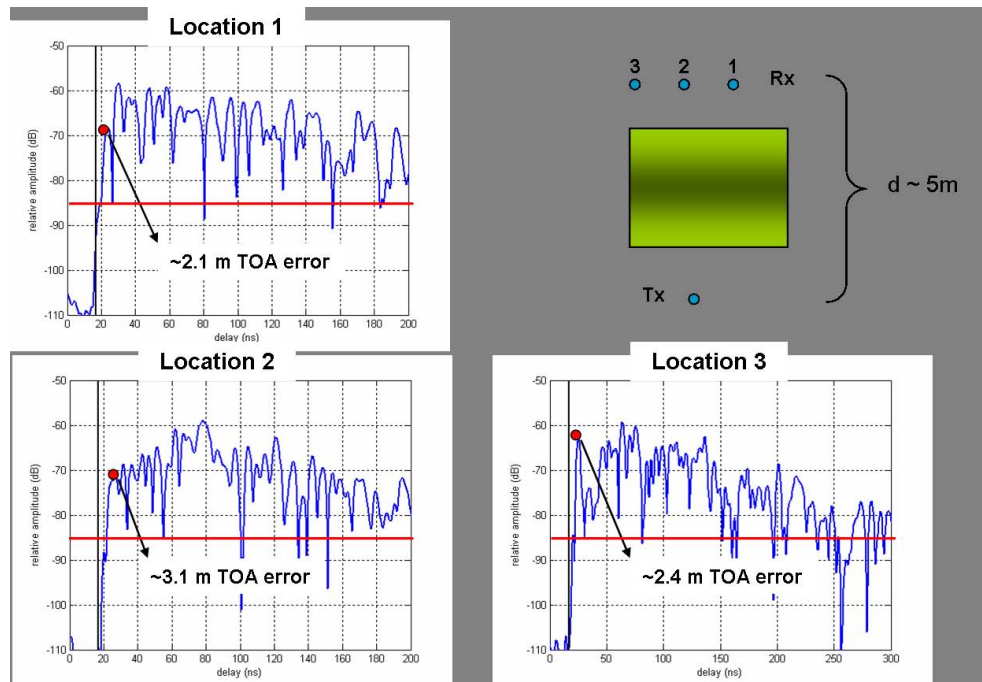 Location 1
-50
-60
-70
-80
-90
-100
-110
relative amplitude (dB)
~2.1 m TOA error
0 20 40 60 80 100 120 140 160 180 200
delay (ns)
3 2 1
Rx
d ~ 5m
Tx
Location 2
-50
-60
-70
-80
-90
-100
-110
relative amplitude (dB)
~3.1 m TOA error
0 20 40 60 80 100 120 140 160 180 200
delay (ns)
Location 3
-50
-60
-70
-80
-90
-100
-110
relative amplitude (dB)
~2.4 m TOA error
0 50 100 150 200 250 300
delay (ns)